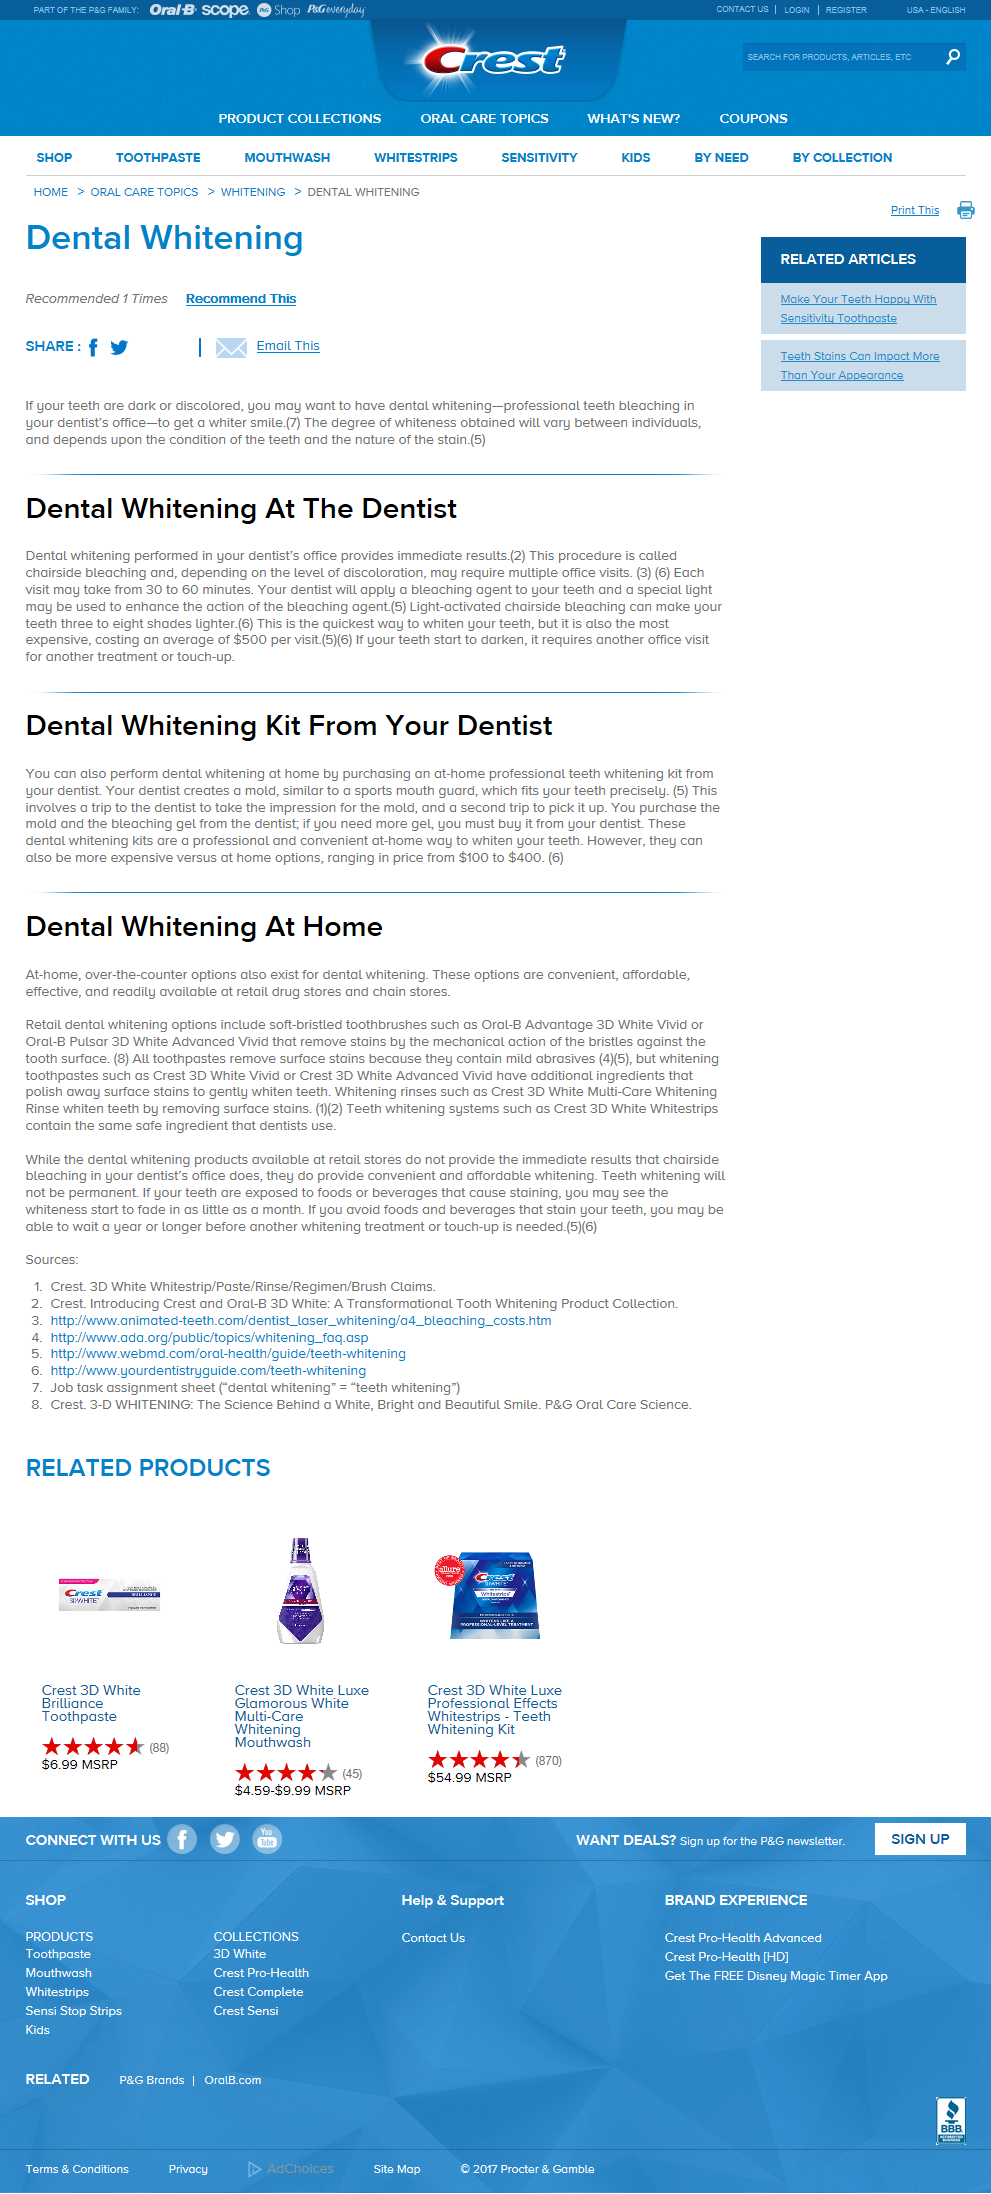 PART OF THE P&G FAMILY: Oral-B scope P&G Shop P&G everyday
CONTACT US | LOGIN | REGISTER USA - ENGLISH
Crest
SEARCH FOR PRODUCTS, ARTICLES, ETC
PRODUCT COLLECTIONS ORAL CARE TOPICS WHAT'S NEW? COUPONS
SHOP TOOTHPASTE MOUTHWASH WHITESTRIPS SENSITIVITY KIDS BY NEED BY COLLECTION
HOME > ORAL CARE TOPICS > WHITENING > DENTAL WHITENING
Print This
Dental Whitening
RELATED ARTICLES
Make Your Teeth Happy With
Sensitivity Toothpaste
Teeth Stains Can Impact More
Than Your Appearance
Recommended 1 Times Recommend This
SHARE : | Email This
If your teeth are dark or discolored, you may want to have dental whitening—professional teeth bleaching in
your dentist's office—to get a whiter smile.(7) The degree of whiteness obtained will vary between individuals,
and depends upon the condition of the teeth and the nature of the stain.(5)
Dental Whitening At The Dentist
Dental whitening performed in your dentist's office provides immediate results.(2) This procedure is called
chairside bleaching and, depending on the level of discoloration, may require multiple office visits. (3) (6) Each
visit may take from 30 to 60 minutes. Your dentist will apply a bleaching agent to your teeth and a special light
may be used to enhance the action of the bleaching agent.(5) Light-activated chairside bleaching can make your
teeth three to eight shades lighter.(6) This is the quickest way to whiten your teeth, but it is also the most
expensive, costing an average of $500 per visit.(5)(6) If your teeth start to darken, it requires another office visit
for another treatment or touch-up.
Dental Whitening Kit From Your Dentist
You can also perform dental whitening at home by purchasing an at-home professional teeth whitening kit from
your dentist. Your dentist creates a mold, similar to a sports mouth guard, which fits your teeth precisely. (5) This
involves a trip to the dentist to take the impression for the mold, and a second trip to pick it up. You purchase the
mold and the bleaching gel from the dentist; if you need more gel, you must buy it from your dentist. These
dental whitening kits are a professional and convenient at-home way to whiten your teeth. However, they can
also be more expensive versus at home options, ranging in price from $100 to $400. (6)
Dental Whitening At Home
At-home, over-the-counter options also exist for dental whitening. These options are convenient, affordable,
effective, and readily available at retail drug stores and chain stores.
Retail dental whitening options include soft-bristled toothbrushes such as Oral-B Advantage 3D White Vivid or
Oral-B Pulsar 3D White Advanced Vivid that remove stains by the mechanical action of the bristles against the
tooth surface. (8) All toothpastes remove surface stains because they contain mild abrasives (4)(5), but whitening
toothpastes such as Crest 3D White Vivid or Crest 3D White Advanced Vivid have additional ingredients that
polish away surface stains to gently whiten teeth. Whitening rinses such as Crest 3D White Multi-Care Whitening
Rinse whiten teeth by removing surface stains. (1)(2) Teeth whitening systems such as Crest 3D White Whitestrips
contain the same safe ingredient that dentists use.
While the dental whitening products available at retail stores do not provide the immediate results that chairside
bleaching in your dentist's office does, they do provide convenient and affordable whitening. Teeth whitening will
not be permanent. If your teeth are exposed to foods or beverages that cause staining, you may see the
whiteness start to fade in as little as a month. If you avoid foods and beverages that stain your teeth, you may be
able to wait a year or longer before another whitening treatment or touch-up is needed.(5)(6)
Sources:
1. Crest. 3D White Whitestrip/Paste/Rinse/Regimen/Brush Claims.
2. Crest. Introducing Crest and Oral-B 3D White: A Transformational Tooth Whitening Product Collection.
3. http://www.animated-teeth.com/dentist_laser_whitening/a4_bleaching_costs.htm
4. http://www.ada.org/public/topics/whitening_faq.asp
5. http://www.webmd.com/oral-health/guide/teeth-whitening
6. http://www.yourdentistryguide.com/teeth-whitening
7. Job task assignment sheet ("dental whitening" = "teeth whitening")
8. Crest. 3-D WHITENING: The Science Behind a White, Bright and Beautiful Smile. P&G Oral Care Science.
RELATED PRODUCTS
Crest
3D WHITE
BRILLIANCE
allure
Crest
3D WHITE
Whitestrips
PROFESSIONAL EFFECTS
WHITENS LIKE A
PROFESSIONAL-LEVEL TREATMENT
Crest 3D White
Brilliance
Toothpaste
(88)
$6.99 MSRP
Crest 3D White Luxe
Glamorous White
Multi-Care
Whitening
Mouthwash
(45)
$4.59-$9.99 MSRP
Crest 3D White Luxe
Professional Effects
Whitestrips - Teeth
Whitening Kit
(870)
$54.99 MSRP
CONNECT WITH US You Tube
WANT DEALS? Sign up for the P&G newsletter. SIGN UP
SHOP
PRODUCTS
Toothpaste
Mouthwash
Whitestrips
Sensi Stop Strips
Kids
COLLECTIONS
3D White
Crest Pro-Health
Crest Complete
Crest Sensi
Help & Support
Contact Us
BRAND EXPERIENCE
Crest Pro-Health Advanced
Crest Pro-Health [HD]
Get The FREE Disney Magic Timer App
RELATED P&G Brands | OralB.com
BBB
ACCREDITED
BUSINESS
Terms & Conditions Privacy AdChoices Site Map © 2017 Procter & Gamble